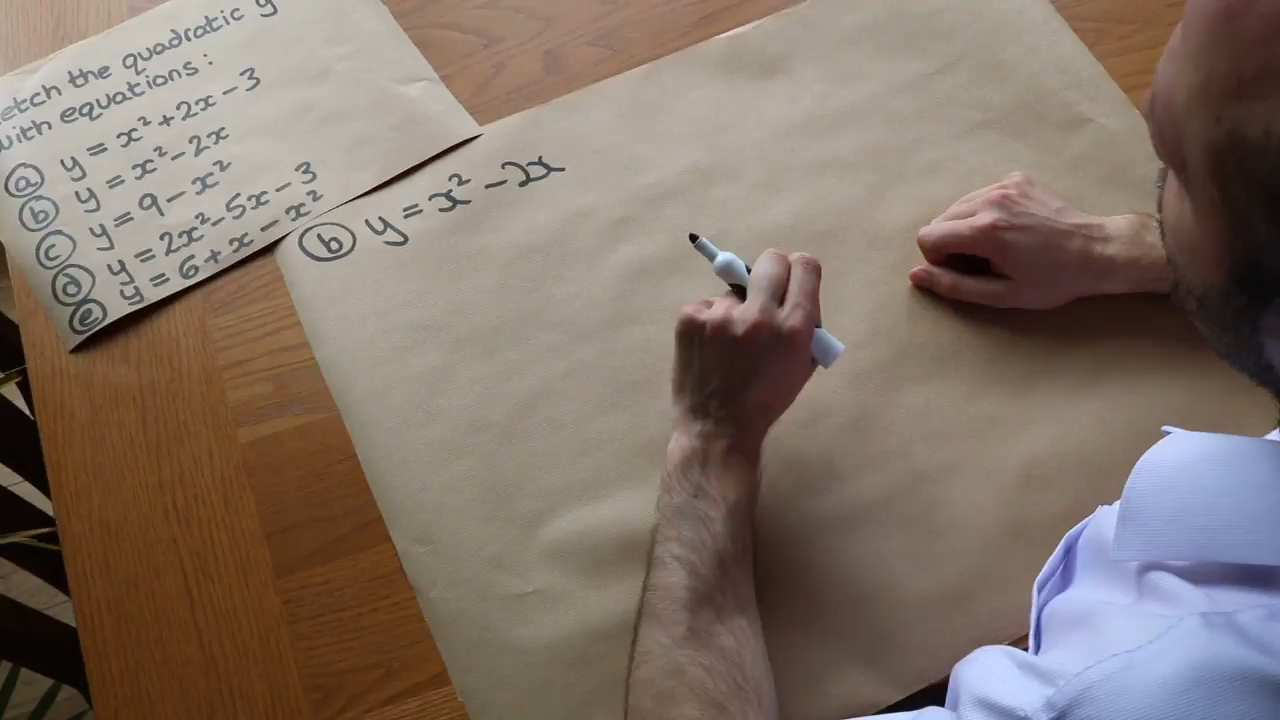 etch the quadratic g
with equations:
(a) y = x² + 2x - 3
(b) y = x² - 2x
(c) y = 9 - x²
(d) y = 2x² - 5x - 3
(e) y = 6 + x - x²
(b) y = x² - 2x